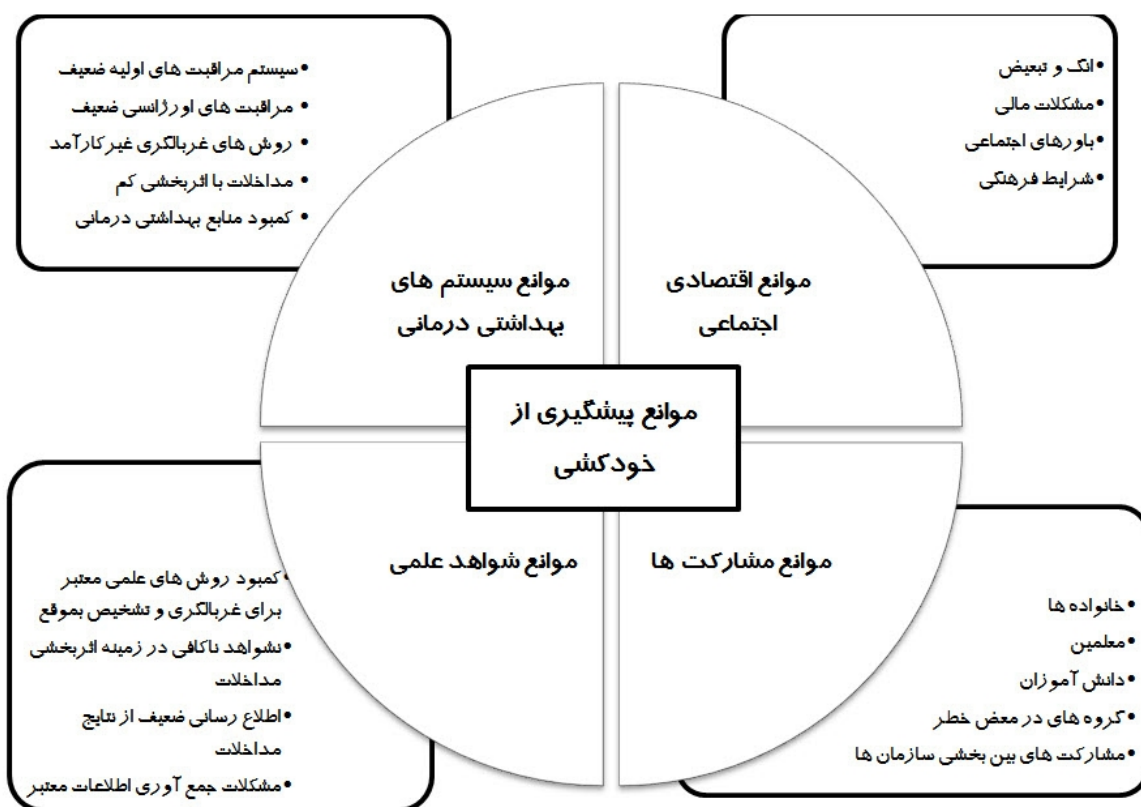 •انگ و تبعیض
•مشکلات مالی
•باورهای اجتماعی
•شرایط فرهنگی
•سیستم مراقبت های اولیه ضعیف
•مراقبت های اورژانسی ضعیف
•روش های غربالگری غیرکارآمد
•مداخلات با اثربخشی کم
•کمبود منابع بهداشتی درمانی
موانع اقتصادی
اجتماعی
موانع سیستم های
بهداشتی درمانی
موانع پیشگیری از
خودکشی
موانع مشارکت ها
موانع شواهد علمی
•خانواده ها
•معلمین
•دانش آموزان
•گروه های در معض خطر
•مشارکت های بین بخشی سازمان ها
•کمبود روش های علمی معتبر
برای غربالگری و تشخیص بموقع
•نشواهد ناکافی در زمینه اثربخشی
مداخلات
•اطلاع رسانی ضعیف از نتایج
مداخلات
•مشکلات جمع آوری اطلاعات معتبر